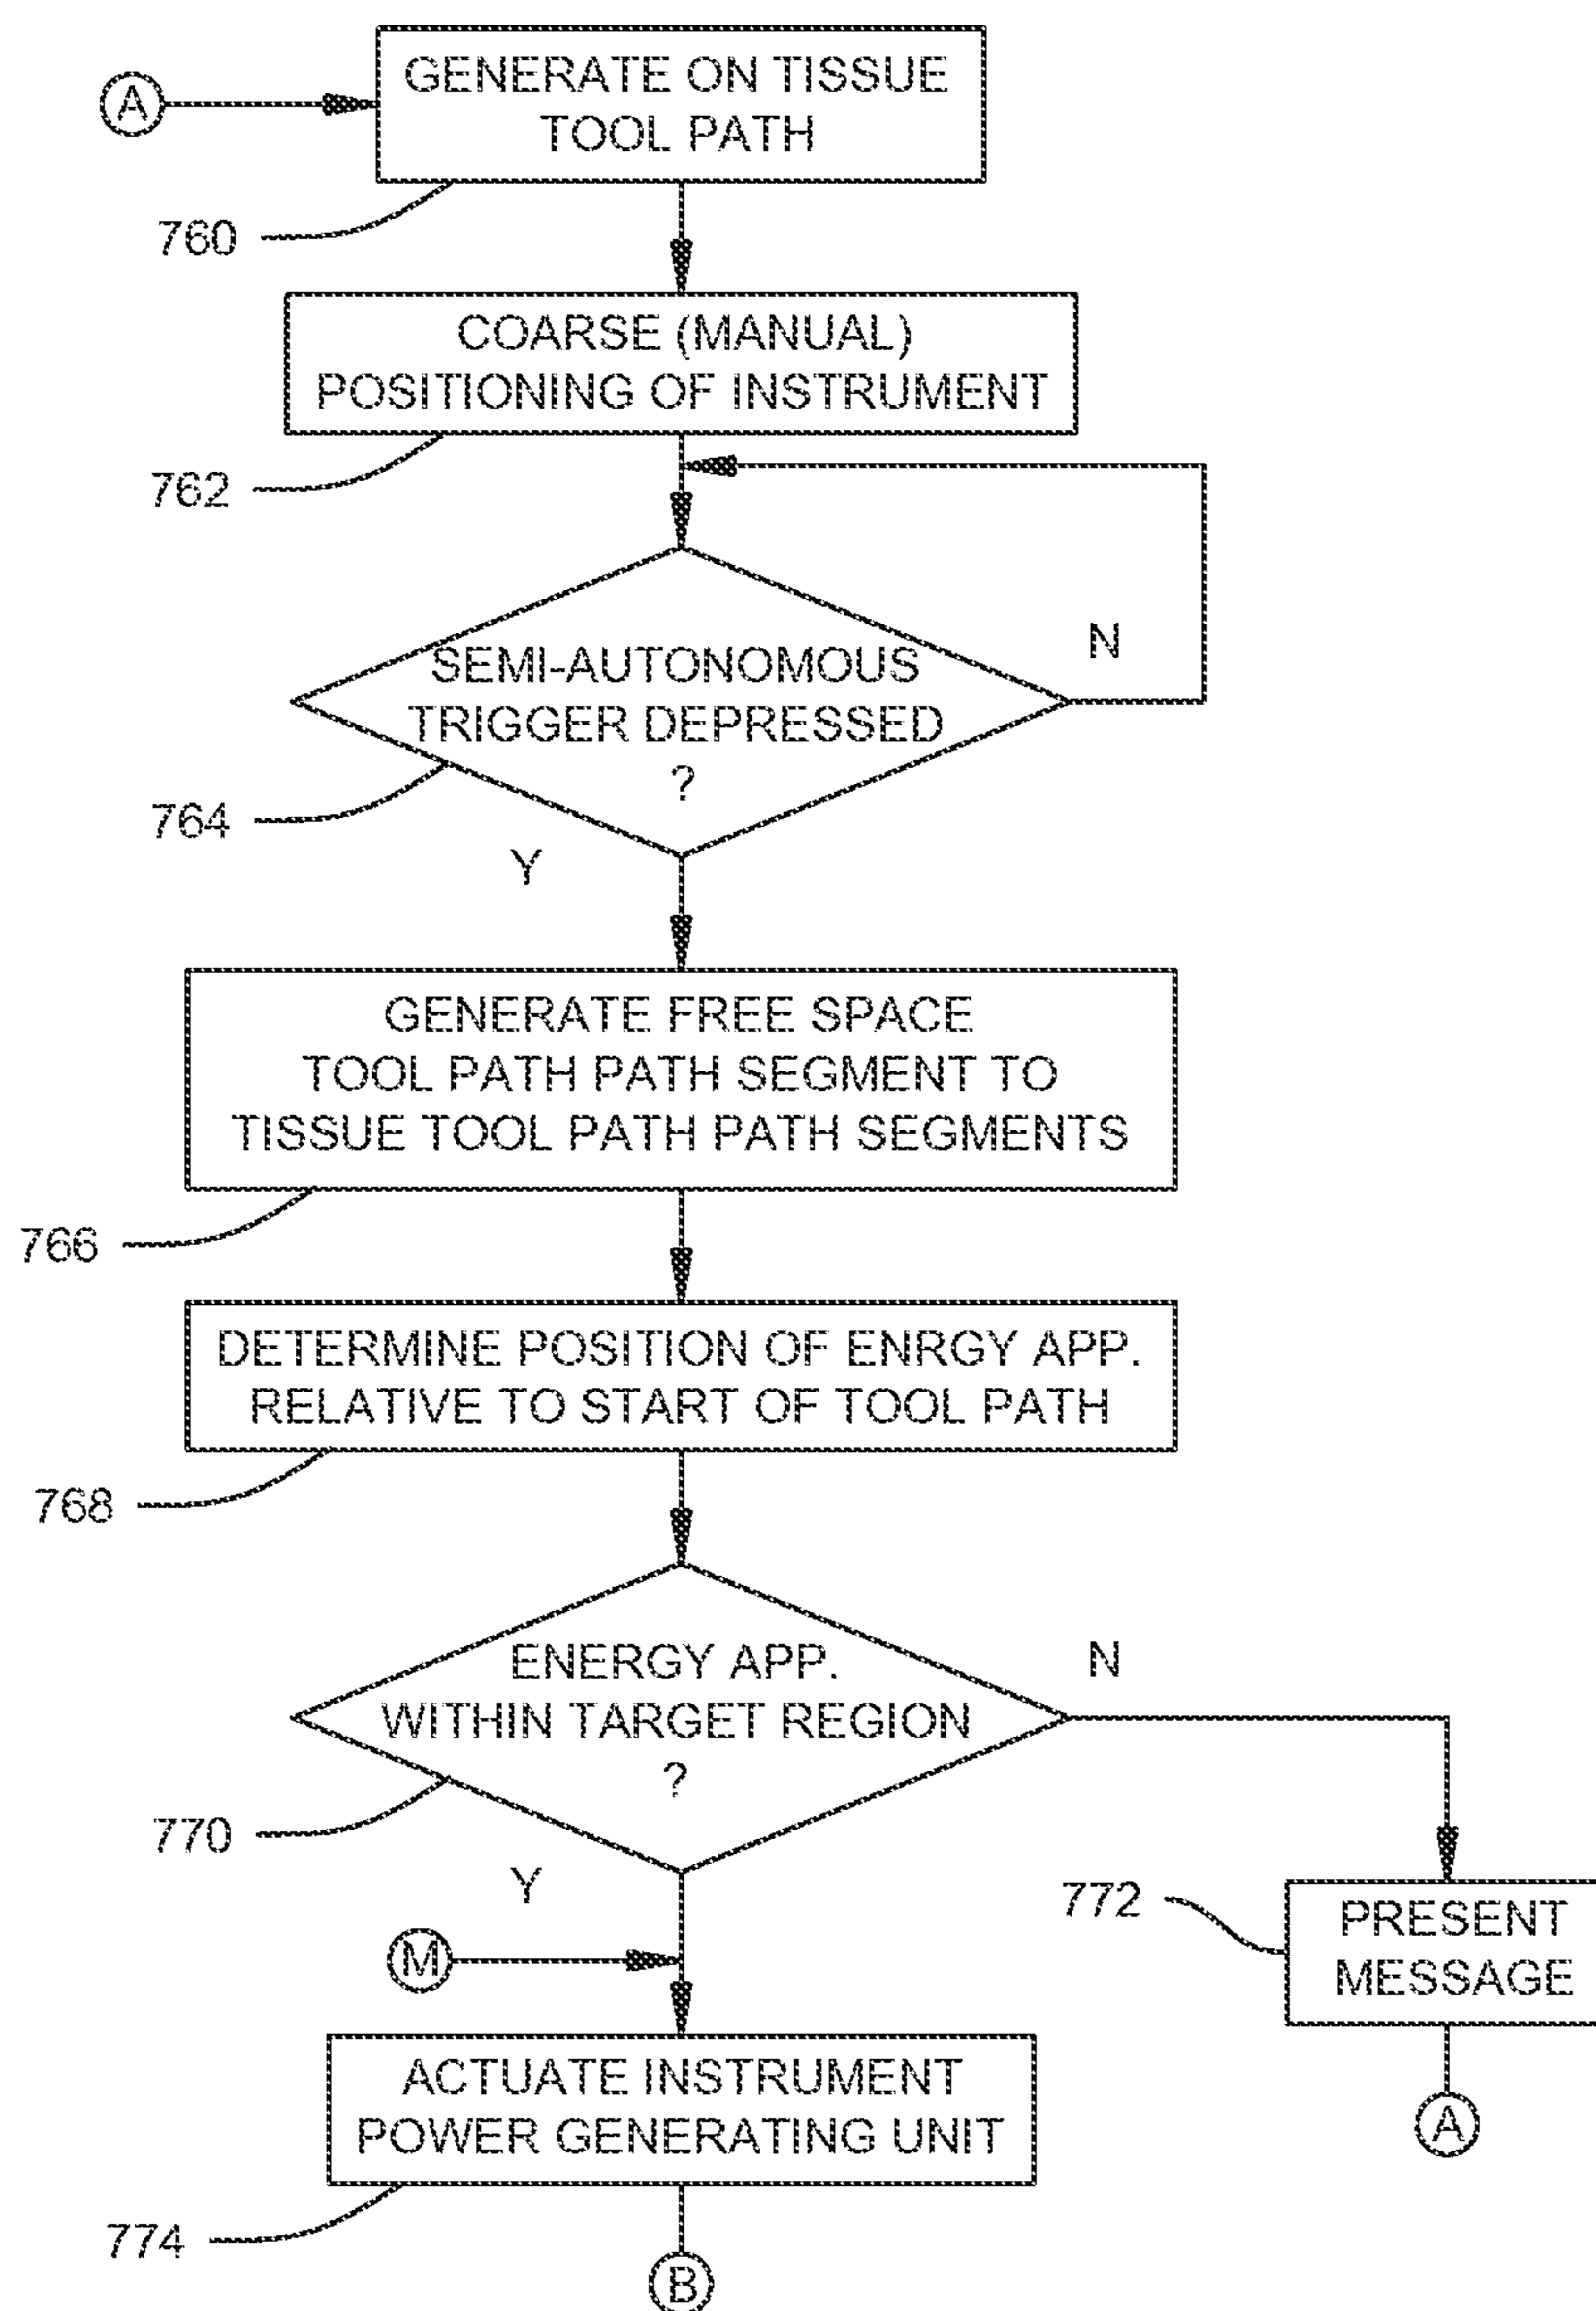 GENERATE ON TISSUE
TOOL PATH
A
760
COARSE (MANUAL)
POSITIONING OF INSTRUMENT
762
SEMI-AUTONOMOUS
TRIGGER DEPRESSED
?
N
764
Y
GENERATE FREE SPACE
TOOL PATH PATH SEGMENT TO
TISSUE TOOL PATH PATH SEGMENTS
766
DETERMINE POSITION OF ENRGY APP.
RELATIVE TO START OF TOOL PATH
768
ENERGY APP.
WITHIN TARGET REGION
?
N
770
Y
772
PRESENT
MESSAGE
M
A
ACTUATE INSTRUMENT
POWER GENERATING UNIT
774
B